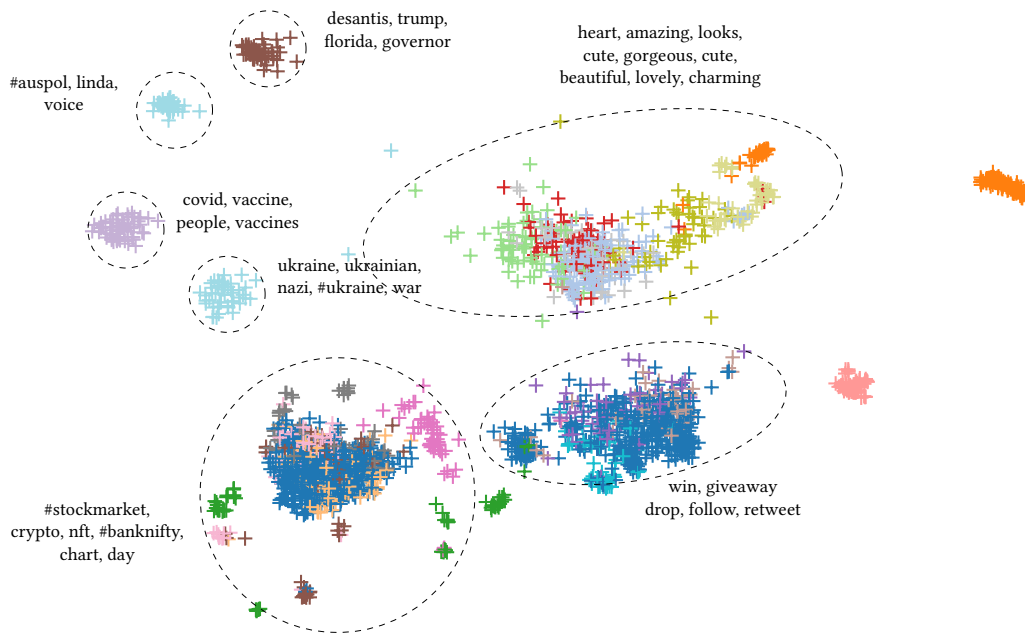 desantis, trump,
florida, governor
heart, amazing, looks,
cute, gorgeous, cute,
beautiful, lovely, charming
#auspol, linda,
voice
covid, vaccine,
people, vaccines
ukraine, ukrainian,
nazi, #ukraine, war
win, giveaway
drop, follow, retweet
#stockmarket,
crypto, nft, #banknifty,
chart, day